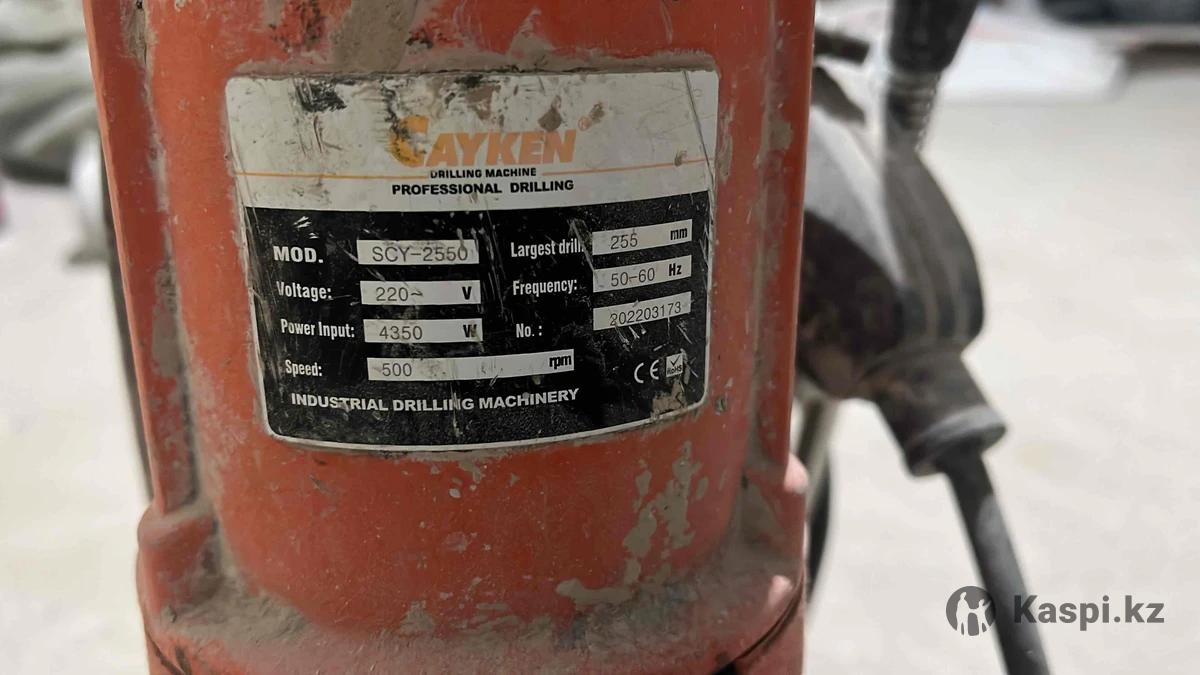 CAYKEN®
DRILLING MACHINE
PROFESSIONAL DRILLING
MOD. SCY-2550 Largest drill: 255 mm
Voltage: 220~ V Frequency: 50-60 Hz
Power Input: 4350 W No.: 202203173
Speed: 500 rpm
CE RoHS
INDUSTRIAL DRILLING MACHINERY
Kaspi.kz